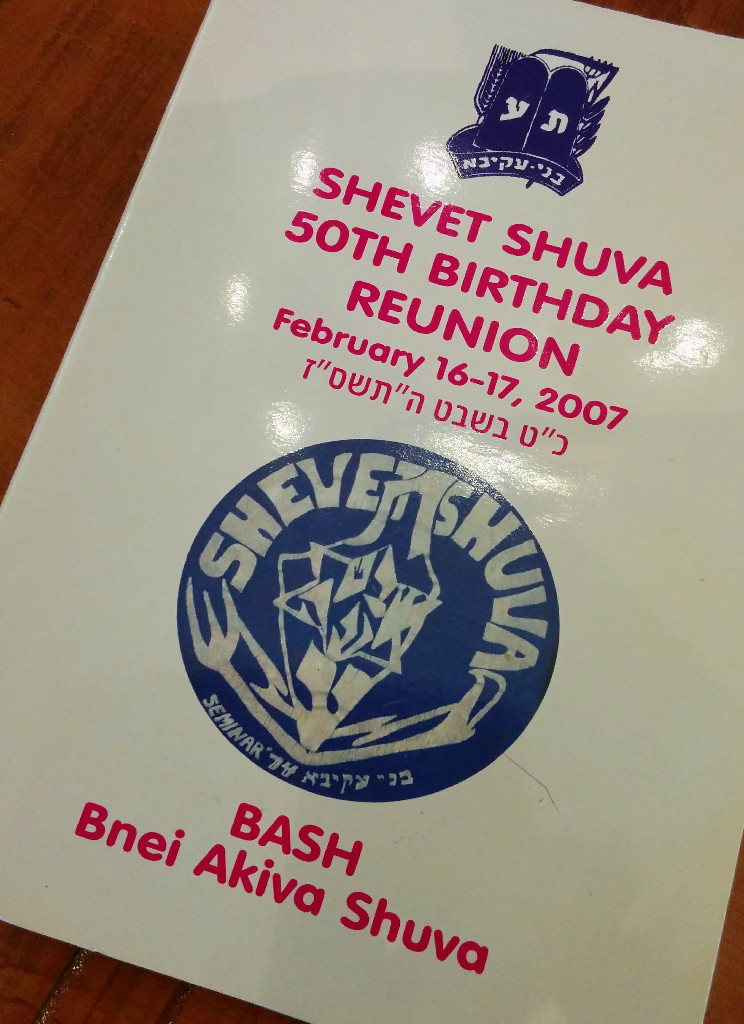 ת ע
בני-עקיבא
SHEVET SHUVA
50TH BIRTHDAY
REUNION
February 16-17, 2007
כ"ט בשבט ה"תשס"ז
SHEVET SHUVA
SEMINAR '74 בני עקיבא
BASH
Bnei Akiva Shuva